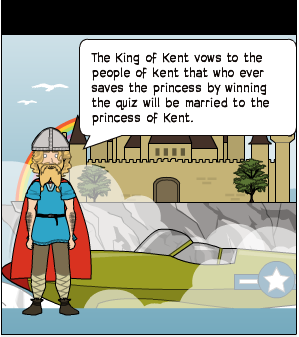 The King of Kent vows to the
people of Kent that who ever
saves the princess by winning
the quiz will be married to the
princess of Kent.